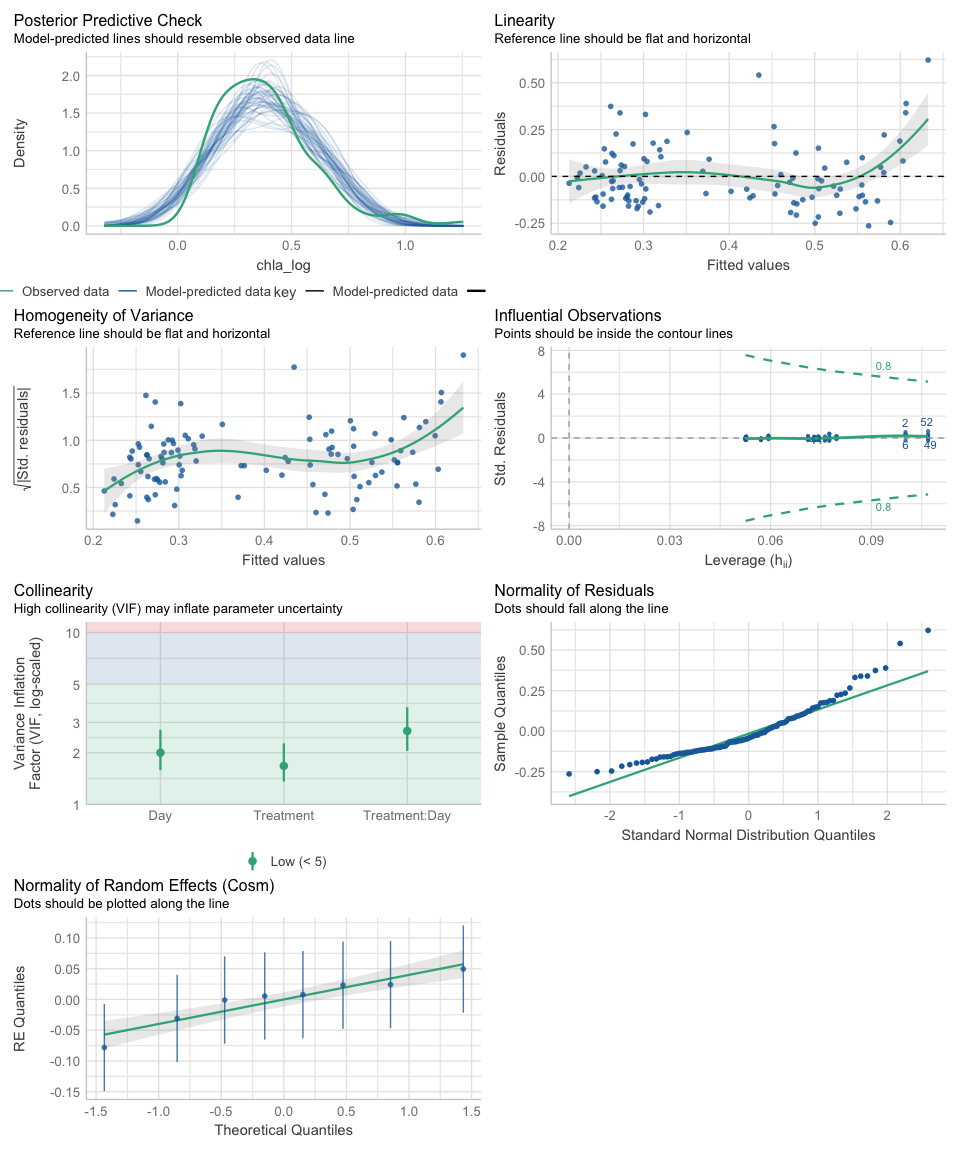 Posterior Predictive Check
Model-predicted lines should resemble observed data line
Density
2.0
1.5
1.0
0.5
0.0
0.0 0.5 1.0
chla_log
Observed data Model-predicted data key Model-predicted data
Linearity
Reference line should be flat and horizontal
Residuals
0.50
0.25
0.00
-0.25
0.2 0.3 0.4 0.5 0.6
Fitted values
Homogeneity of Variance
Reference line should be flat and horizontal
√|Std. residuals|
1.5
1.0
0.5
0.2 0.3 0.4 0.5 0.6
Fitted values
Influential Observations
Points should be inside the contour lines
Std. Residuals
8
4
0
-4
-8
0.8
2 52
6 49
0.8
0.00 0.03 0.06 0.09
Leverage (hii)
Collinearity
High collinearity (VIF) may inflate parameter uncertainty
Variance Inflation
Factor (VIF, log-scaled)
10
5
3
2
1
Day Treatment Treatment:Day
Low (< 5)
Normality of Residuals
Dots should fall along the line
Sample Quantiles
0.50
0.25
0.00
-0.25
-2 -1 0 1 2
Standard Normal Distribution Quantiles
Normality of Random Effects (Cosm)
Dots should be plotted along the line
RE Quantiles
0.10
0.05
0.00
-0.05
-0.10
-0.15
-1.5 -1.0 -0.5 0.0 0.5 1.0 1.5
Theoretical Quantiles